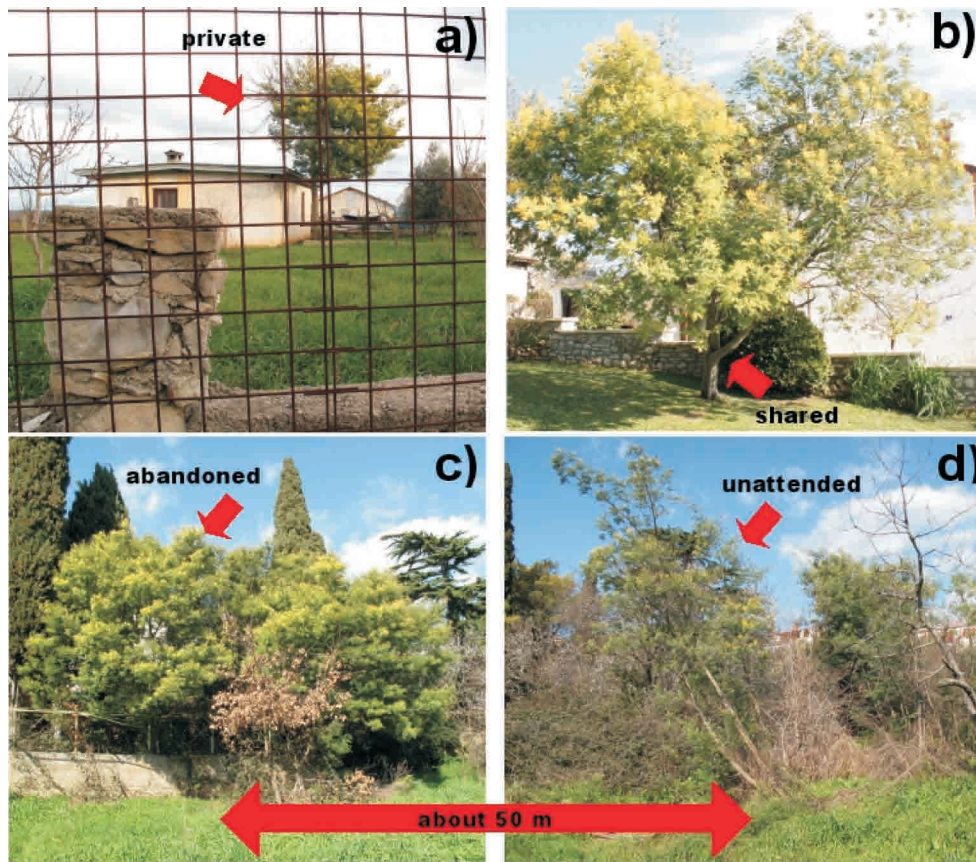 private
a)
b)
shared
abandoned
c)
unattended
d)
about 50 m